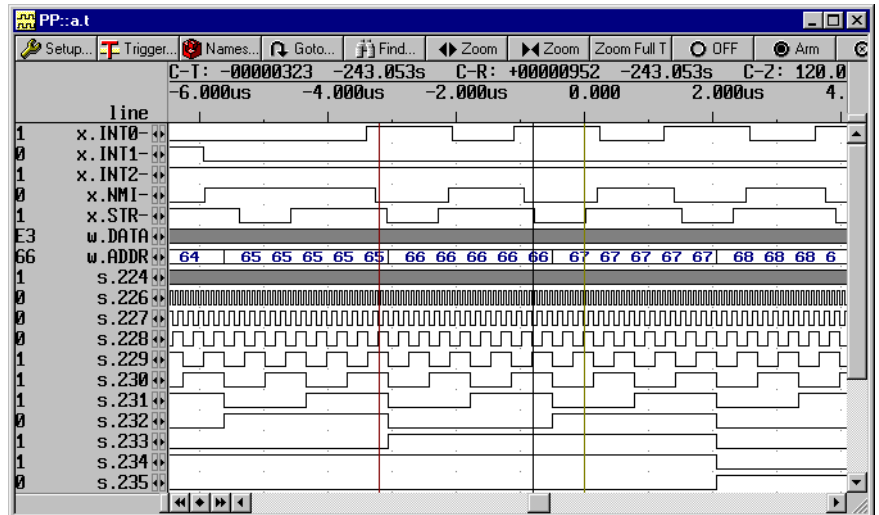 PP::a.t
Setup... Trigger... Names... Goto... Find... Zoom Zoom Zoom Full T OFF Arm
C-T: -00000323 -243.053s C-R: +00000952 -243.053s C-Z: 120.0
-6.000us -4.000us -2.000us 0.000 2.000us 4.
line
1 x.INT0-
0 x.INT1-
1 x.INT2-
0 x.NMI-
1 x.STR-
E3 w.DATA
66 w.ADDR 64 65 65 65 65 65 66 66 66 66 66 67 67 67 67 67 68 68 68 6
1 s.224
0 s.226
0 s.227
0 s.228
1 s.229
1 s.230
1 s.231
0 s.232
1 s.233
1 s.234
0 s.235